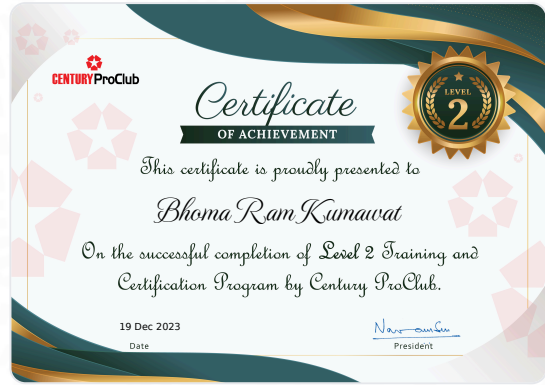 CENTURY ProClub
LEVEL
2
Certificate
OF ACHIEVEMENT
This certificate is proudly presented to
Bhoma Ram Kumawat
On the successful completion of Level 2 Training and
Certification Program by Century ProClub.
19 Dec 2023
Date
President